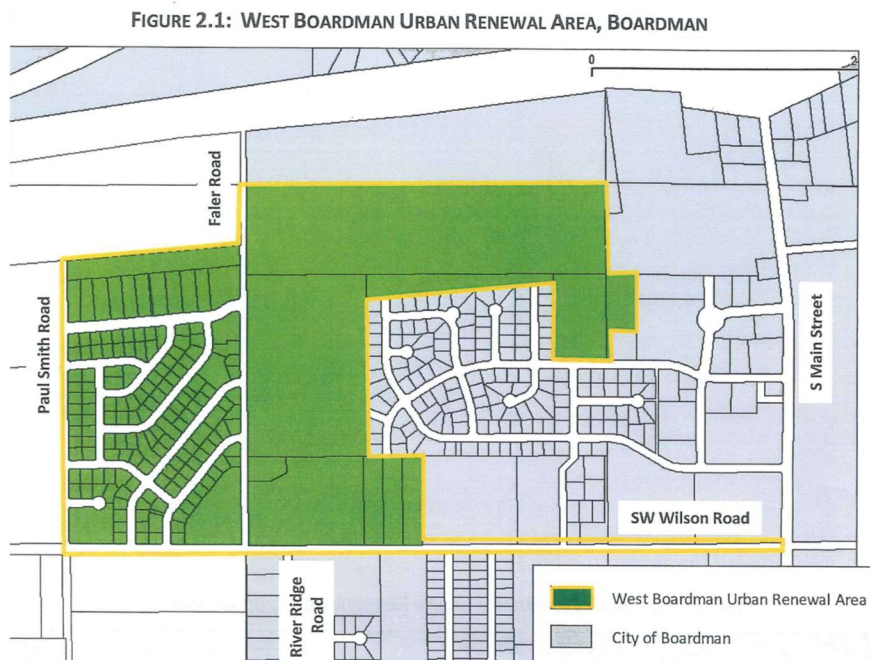 FIGURE 2.1: WEST BOARDMAN URBAN RENEWAL AREA, BOARDMAN
0
.2
Faler Road
Paul Smith Road
S Main Street
SW Wilson Road
River Ridge
Road
West Boardman Urban Renewal Area
City of Boardman